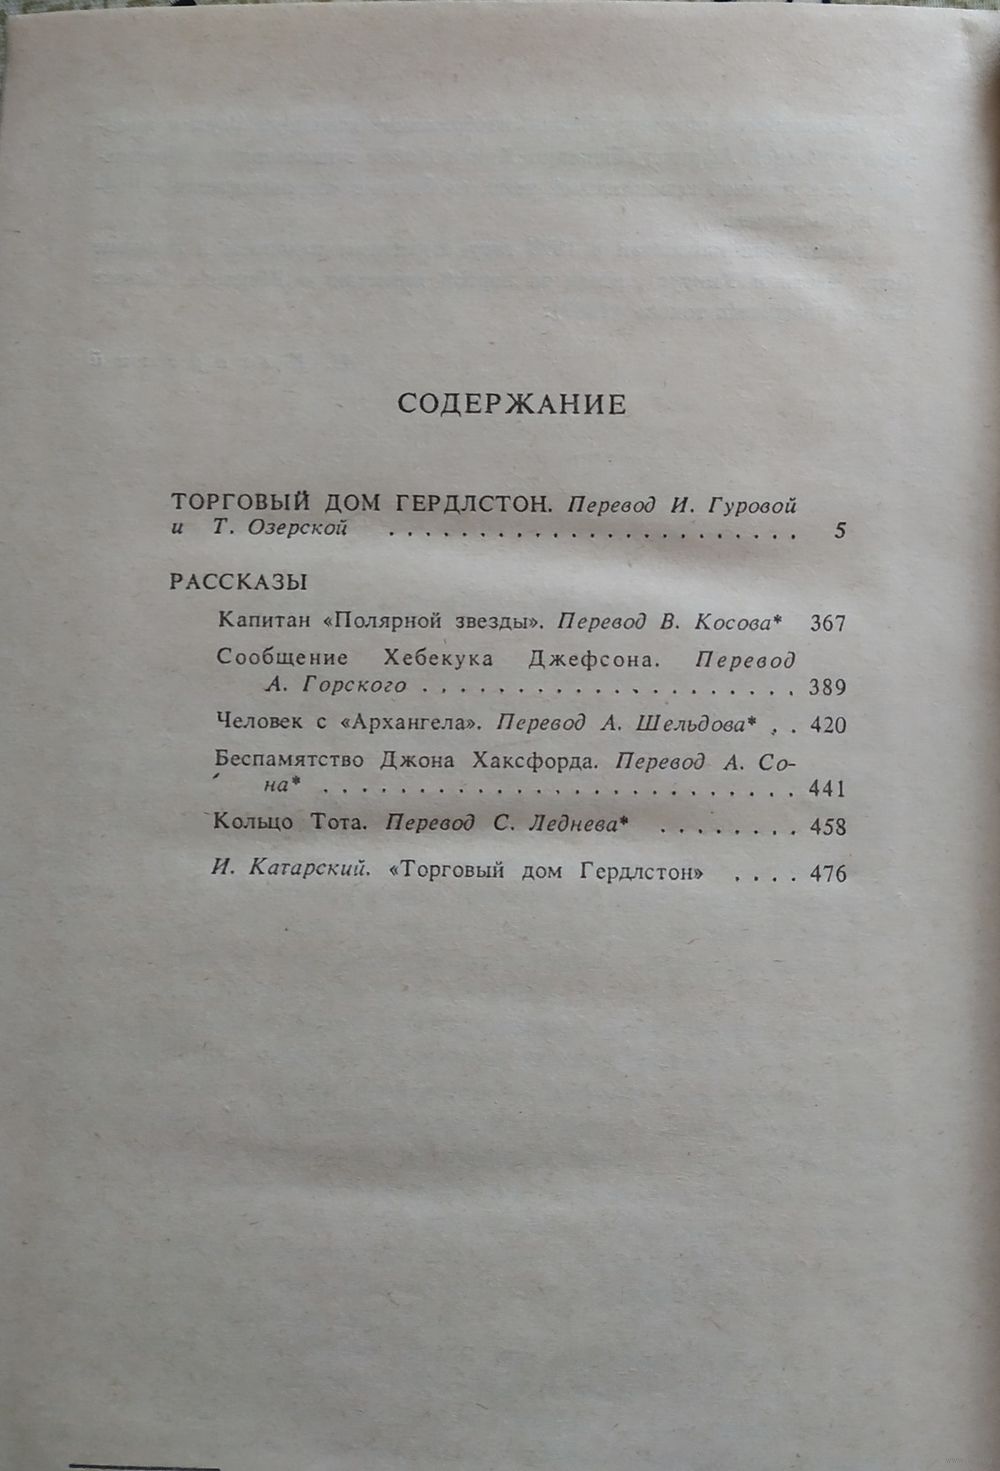 СОДЕРЖАНИЕ
ТОРГОВЫЙ ДОМ ГЕРДЛСТОН. Перевод И. Гуровой
и Т. Озерской . . . . . . . . . . . . . . . . . . . . . . . 5
РАССКАЗЫ
Капитан «Полярной звезды». Перевод В. Косова* 367
Сообщение Хебекука Джефсона. Перевод
А. Горского . . . . . . . . . . . . . . . . . . . . 389
Человек с «Архангела». Перевод А. Шельдова* . . 420
Беспамятство Джона Хаксфорда. Перевод А. Со-
на* . . . . . . . . . . . . . . . . . . . . . . . . . 441
Кольцо Тота. Перевод С. Леднева* . . . . . . . . 458
И. Катарский. «Торговый дом Гердлстон» . . . . 476